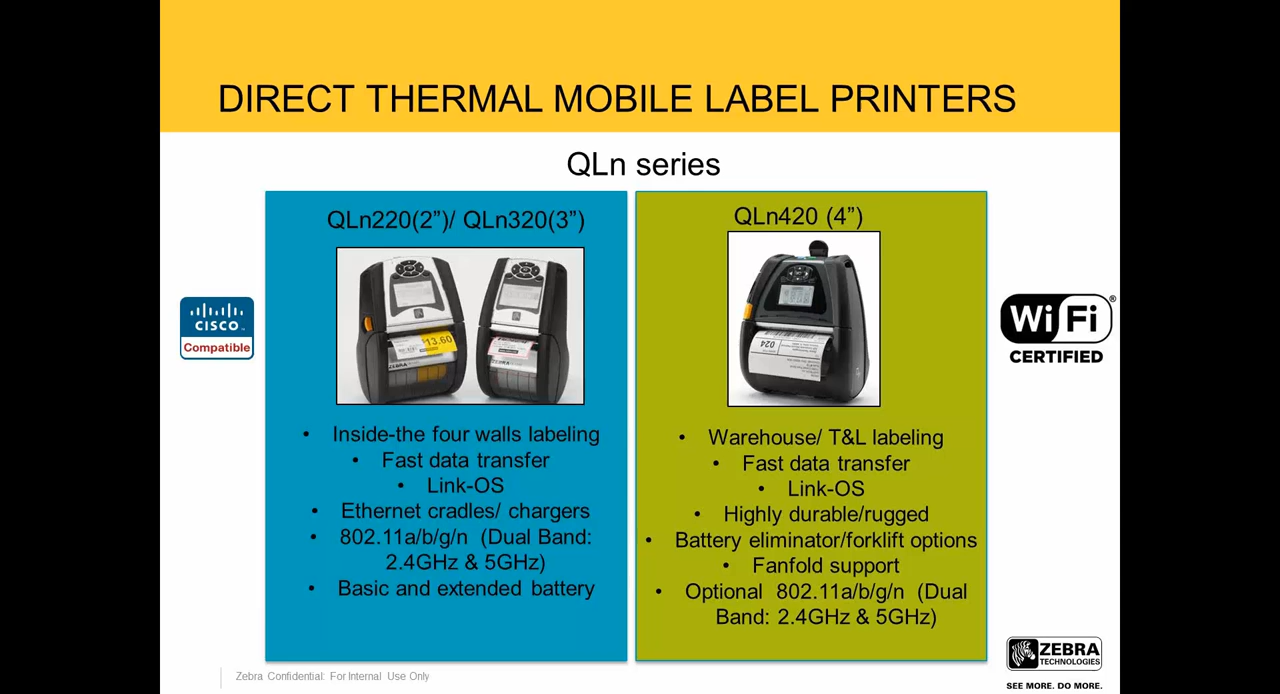 DIRECT THERMAL MOBILE LABEL PRINTERS
QLn series
QLn220(2”)/ QLn320(3”)
13.60
ZEBRA
• Inside-the four walls labeling
• Fast data transfer
• Link-OS
• Ethernet cradles/ chargers
• 802.11a/b/g/n (Dual Band:
2.4GHz & 5GHz)
• Basic and extended battery
QLn420 (4”)
024
• Warehouse/ T&L labeling
• Fast data transfer
• Link-OS
• Highly durable/rugged
• Battery eliminator/forklift options
• Fanfold support
• Optional 802.11a/b/g/n (Dual
Band: 2.4GHz & 5GHz)
CISCO
Compatible
Wi Fi ®
CERTIFIED
Zebra Confidential: For Internal Use Only
ZEBRA
TECHNOLOGIES
SEE MORE. DO MORE.